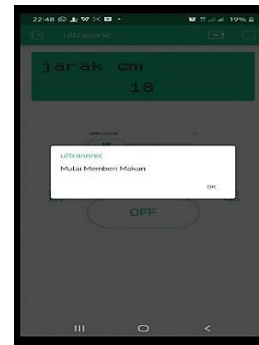 22:48
19%
ultrasonic
jarak cm
18
ultrasonic
Mulai Memberi Makan
OK
OFF